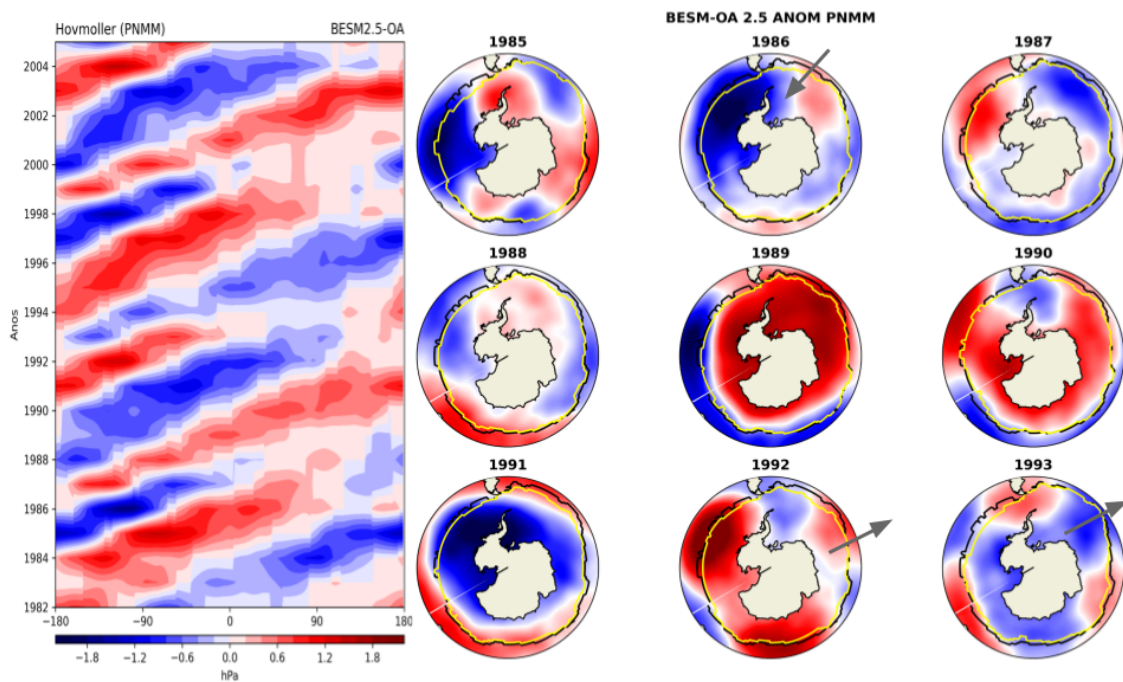 BESM-OA 2.5 ANOM PNMM
Hovmoller (PNMM) BESM2.5-OA
1985 1986 1987
2004
2002
2000
1998
1996
1994
1992
1990
1988
1986
1984
1982
Anos
−180 −90 0 90 180
−1.8 −1.2 −0.6 0.0 0.6 1.2 1.8
hPa
1988 1989 1990
1991 1992 1993